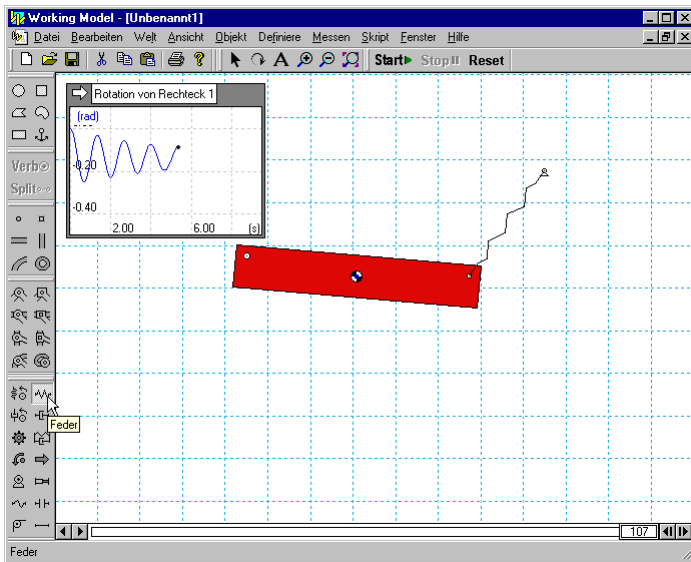 Working Model - [Unbenannt1]
Datei Bearbeiten Welt Ansicht Objekt Definiere Messen Skript Fenster Hilfe
A Start Stop Reset
Rotation von Rechteck 1
(rad)
-0.20
-0.40
2.00 6.00 (s)
Verb
Split
Feder
107
Feder